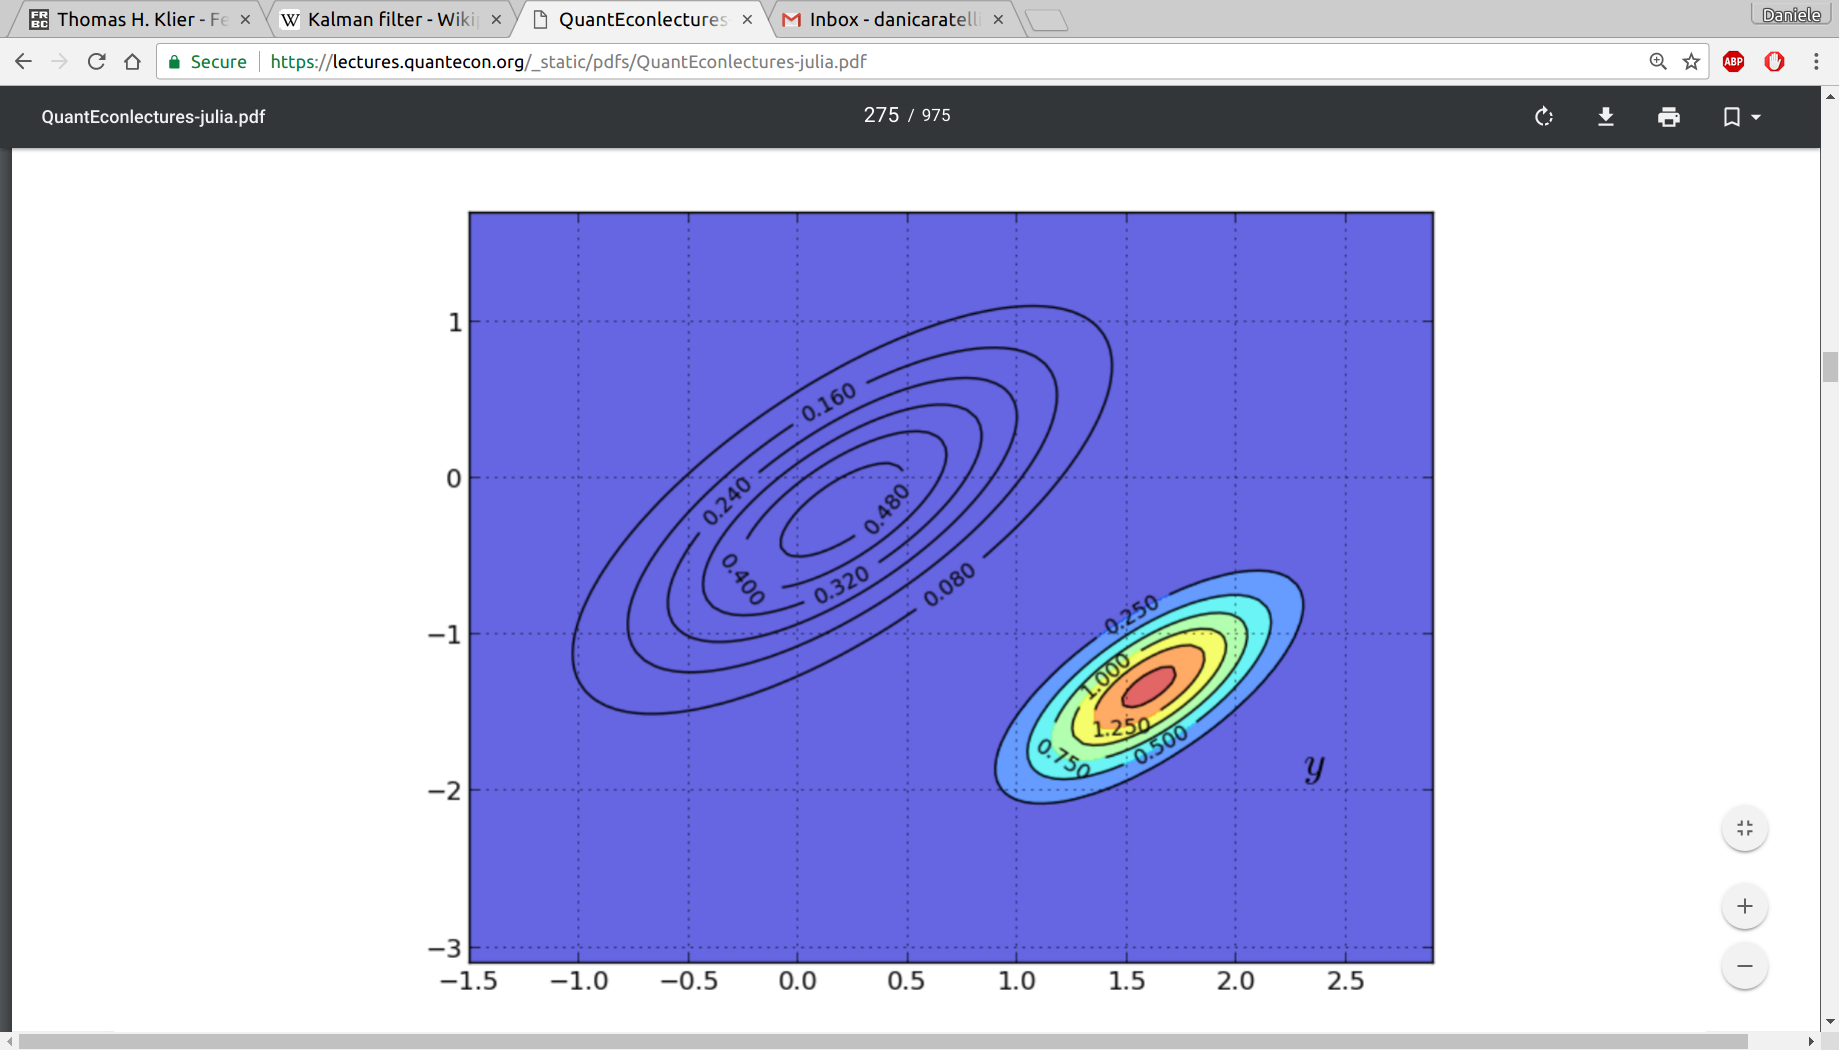 Thomas H. Klier - Fe
Kalman filter - Wiki
QuantEconlectures-
Inbox - danicaratelli
Daniele
Secure
https://lectures.quantecon.org/_static/pdfs/QuantEconlectures-julia.pdf
ABP
QuantEconlectures-julia.pdf
275 / 975
1
0
−1
−2
−3
0.160
0.240
0.480
0.400
0.320
0.080
0.250
1.000
1.250
0.750
0.500
y
−1.5 −1.0 −0.5 0.0 0.5 1.0 1.5 2.0 2.5